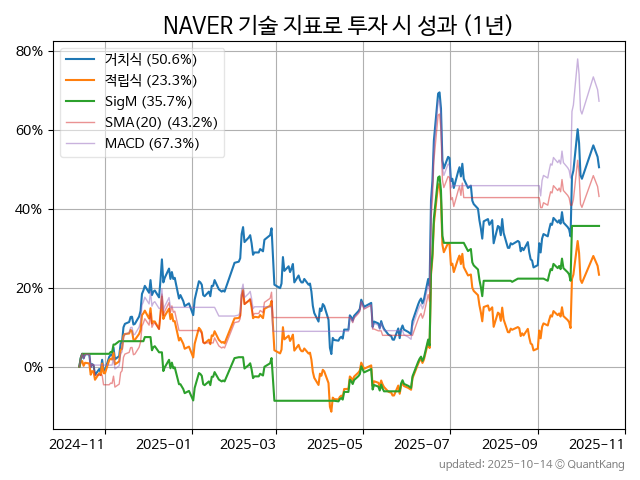 NAVER 기술 지표로 투자 시 성과 (1년)
80%
60%
40%
20%
0%
거치식 (50.6%)
적립식 (23.3%)
SigM (35.7%)
SMA(20) (43.2%)
MACD (67.3%)
2024-11 2025-01 2025-03 2025-05 2025-07 2025-09 2025-11
updated: 2025-10-14 © QuantKang